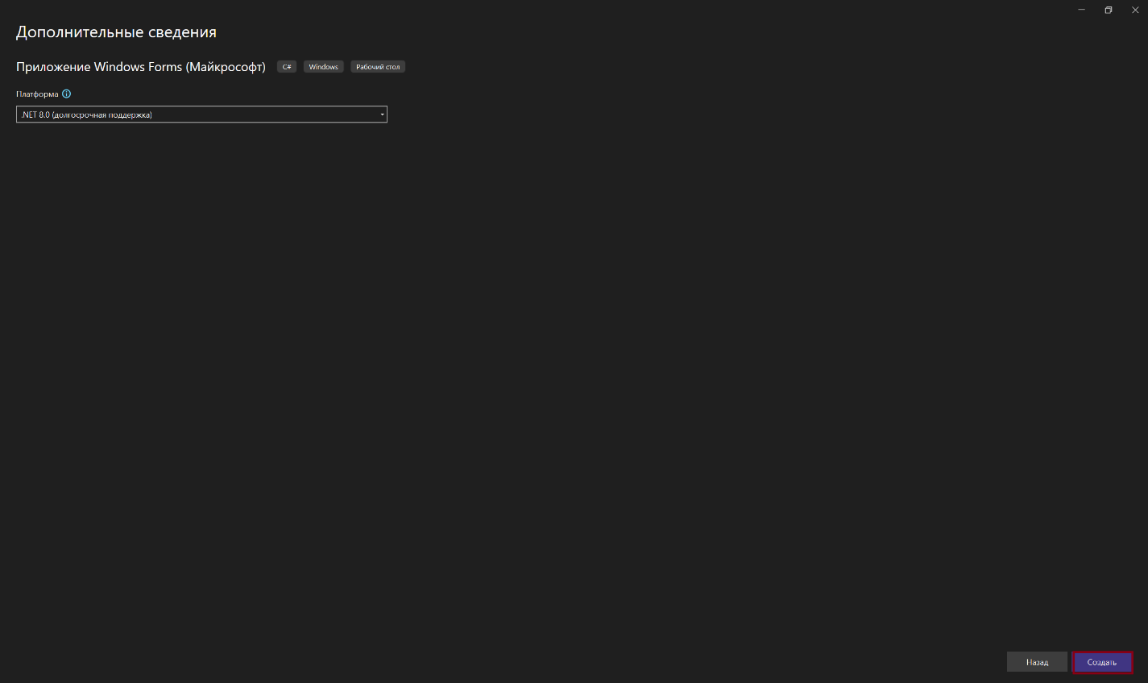 Дополнительные сведения
Приложение Windows Forms (Майкрософт) C# Windows Рабочий стол
Платформа
.NET 8.0 (долгосрочная поддержка)
Назад Создать